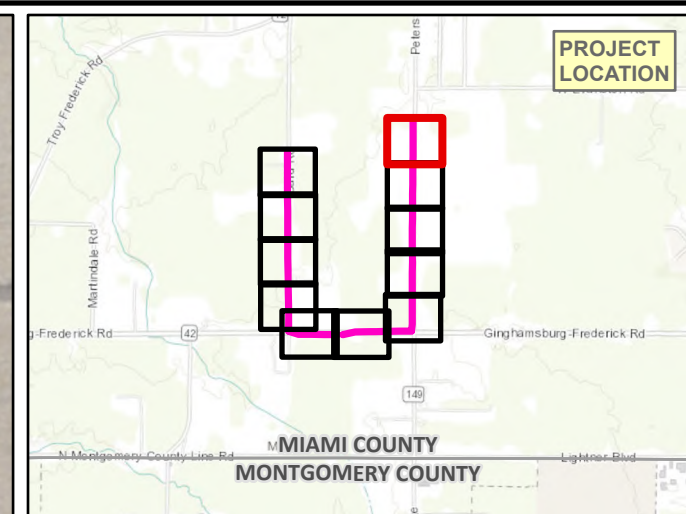 PROJECT
LOCATION
Troy Frederick Rd
Peters
Martindale Rd
g-Frederick Rd
42
Ginghamsburg-Frederick Rd
149
MIAMI COUNTY
N Montgomery County Line Rd
Lightner Blvd
MONTGOMERY COUNTY